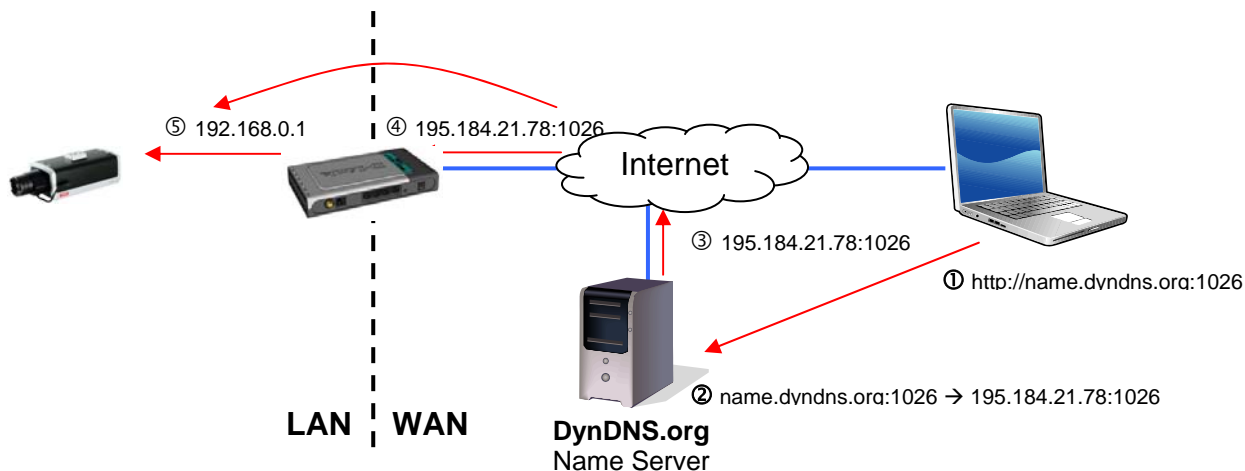 ⑤ 192.168.0.1
④ 195.184.21.78:1026
Internet
③ 195.184.21.78:1026
① http://name.dyndns.org:1026
② name.dyndns.org:1026 → 195.184.21.78:1026
LAN WAN
DynDNS.org
Name Server